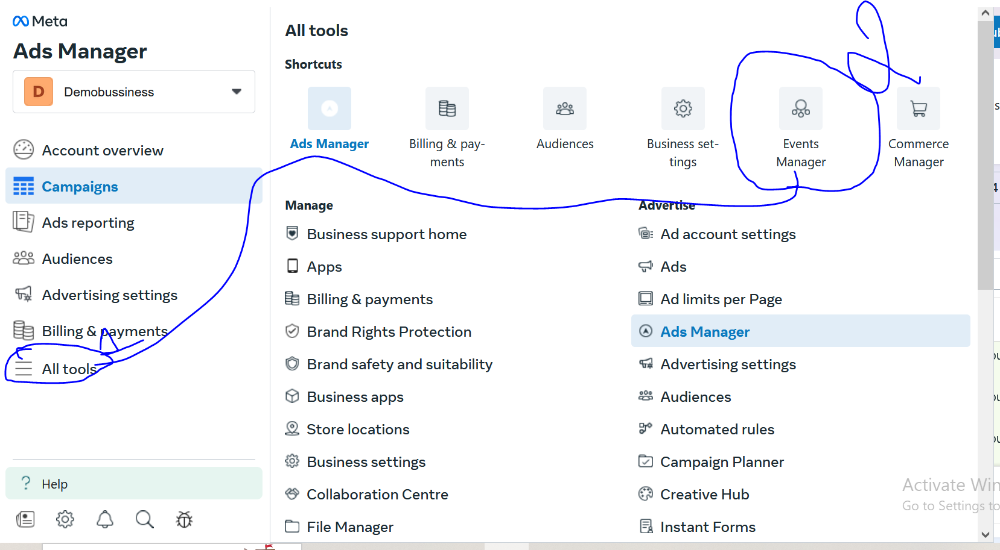 Meta
Ads Manager
D
Demobussiness
Account overview
Campaigns
Ads reporting
Audiences
Advertising settings
Billing & payments
All tools
Help
All tools
Shortcuts
Ads Manager
Billing & pay-
ments
Audiences
Business set-
tings
Events
Manager
Commerce
Manager
Manage
Business support home
Apps
Billing & payments
Brand Rights Protection
Brand safety and suitability
Business apps
Store locations
Business settings
Collaboration Centre
File Manager
Advertise
Ad account settings
Ads
Ad limits per Page
Ads Manager
Advertising settings
Audiences
Automated rules
Campaign Planner
Creative Hub
Instant Forms
Activate Win
Go to Settings to